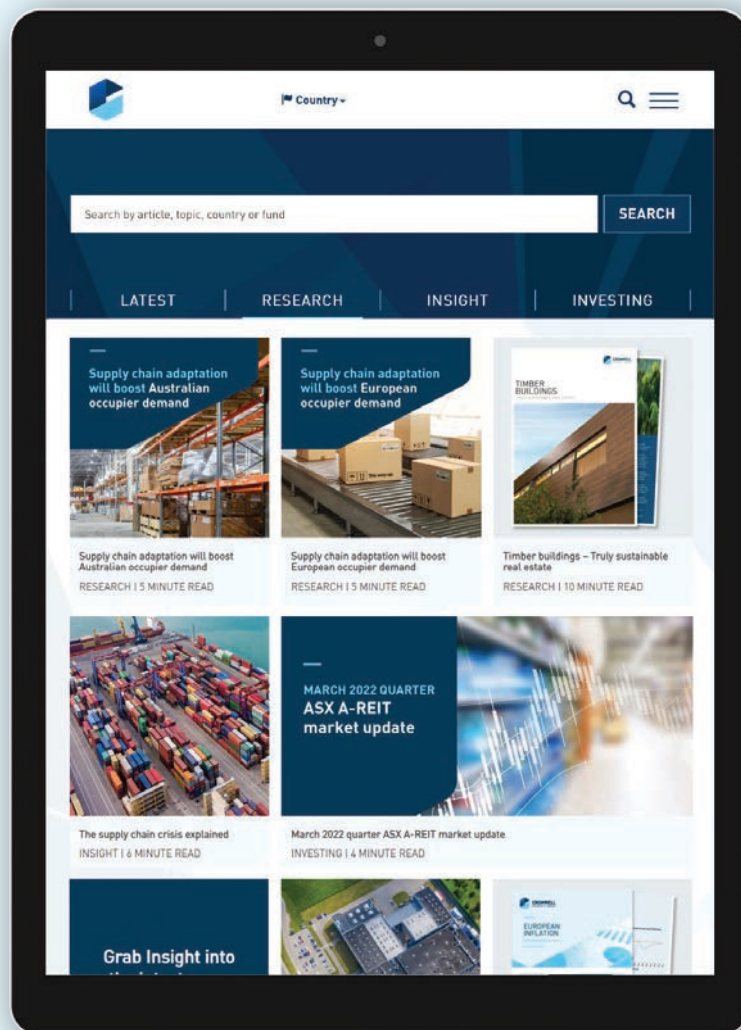 Country
Search by article, topic, country or fund
SEARCH
LATEST
RESEARCH
INSIGHT
INVESTING
Supply chain adaptation
will boost Australian
occupier demand
Supply chain adaptation
will boost European
occupier demand
CROMWELL
TIMBER
BUILDINGS
Supply chain adaptation will boost
Australian occupier demand
RESEARCH | 5 MINUTE READ
Supply chain adaptation will boost
European occupier demand
RESEARCH | 5 MINUTE READ
Timber buildings – Truly sustainable
real estate
RESEARCH | 10 MINUTE READ
MARCH 2022 QUARTER
ASX A-REIT
market update
The supply chain crisis explained
INSIGHT | 6 MINUTE READ
March 2022 quarter ASX A-REIT market update
INVESTING | 4 MINUTE READ
Grab Insight into
CROMWELL
EUROPEAN
INFLATION